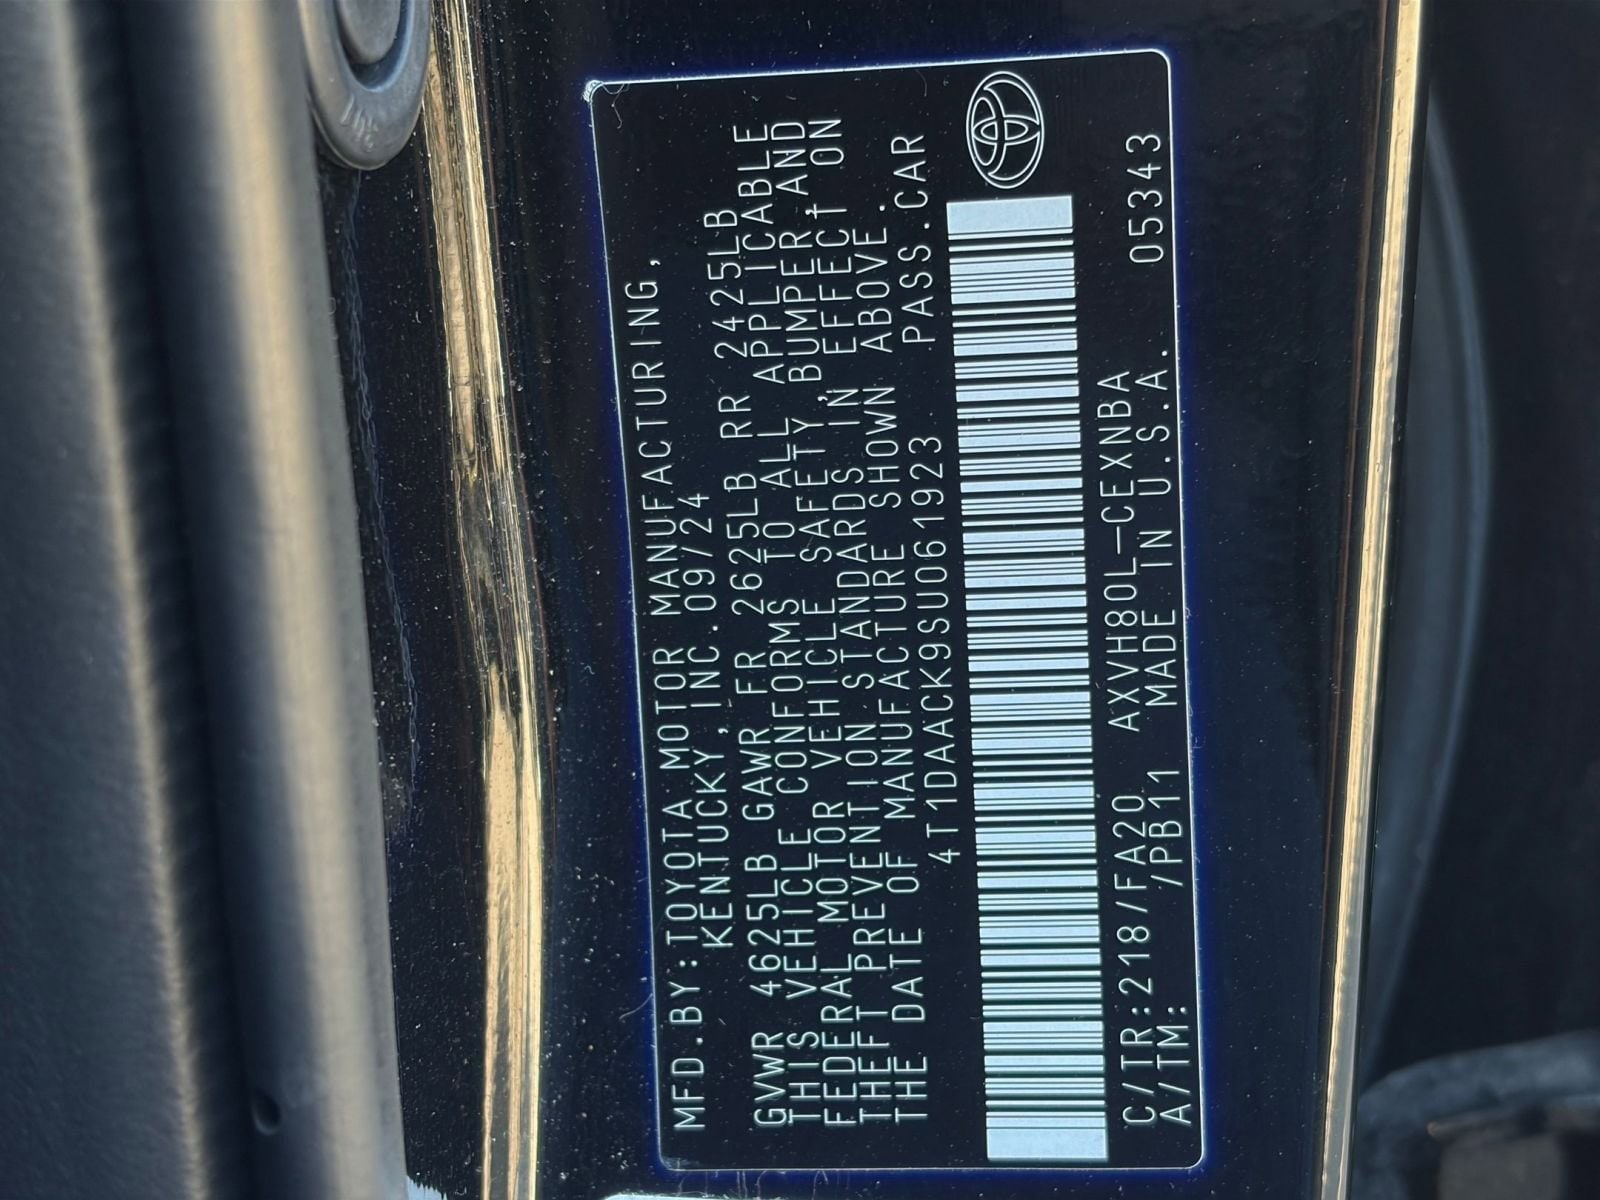 MFD.BY:TOYOTA MOTOR MANUFACTURING,
KENTUCKY,INC.09/24
GVWR 4625LB GAWR FR 2625LB RR 2425LB
THIS VEHICLE CONFORMS TO ALL APPLICABLE
FEDERAL MOTOR VEHICLE SAFETY, BUMPER, AND
THEFT PREVENTION STANDARDS IN EFFECT ON
THE DATE OF MANUFACTURE SHOWN ABOVE.
4T1DAACK9SU061923 PASS.CAR
C/TR:218/FA20 AXVH80L-CEXNBA 05343
A/TM: /PB11 MADE IN U.S.A.